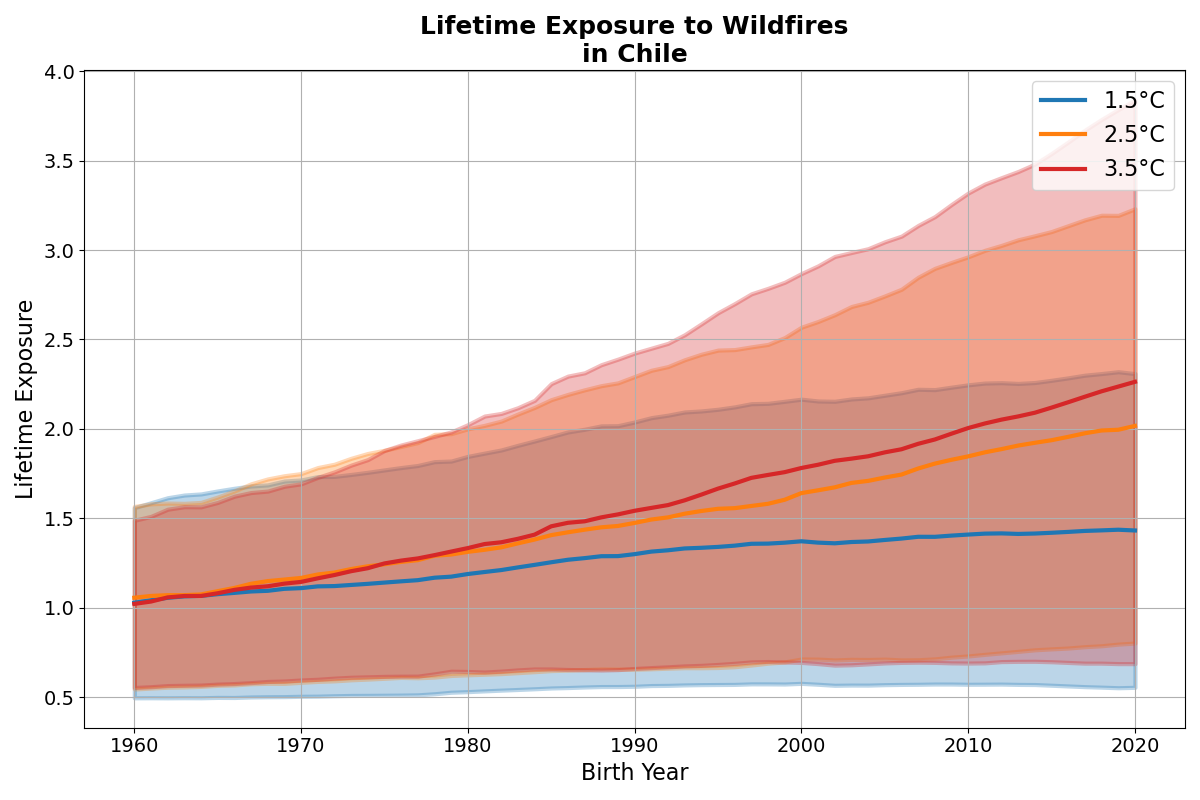 Lifetime Exposure to Wildfires
in Chile
4.0
3.5
3.0
2.5
2.0
1.5
1.0
0.5
Lifetime Exposure
1.5°C
2.5°C
3.5°C
1960 1970 1980 1990 2000 2010 2020
Birth Year